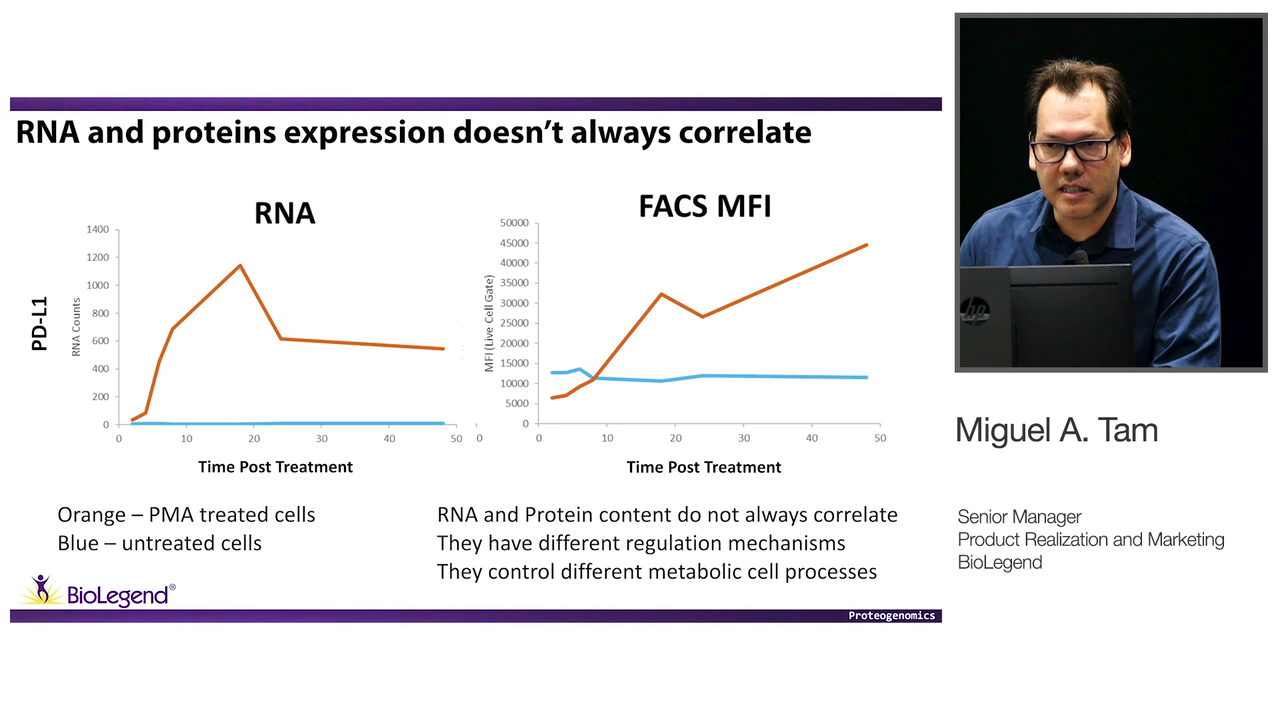 RNA and proteins expression doesn't always correlate
RNA
FACS MFI
PD-L1
RNA Counts
1400
1200
1000
800
600
400
200
0
0 10 20 30 40 50
Time Post Treatment
MFI (Live Cell Gate)
50000
45000
40000
35000
30000
25000
20000
15000
10000
5000
0
0 0 10 20 30 40 50
Time Post Treatment
Orange – PMA treated cells
Blue – untreated cells
RNA and Protein content do not always correlate
They have different regulation mechanisms
They control different metabolic cell processes
BioLegend®
Proteogenomics
hp
Miguel A. Tam
Senior Manager
Product Realization and Marketing
BioLegend